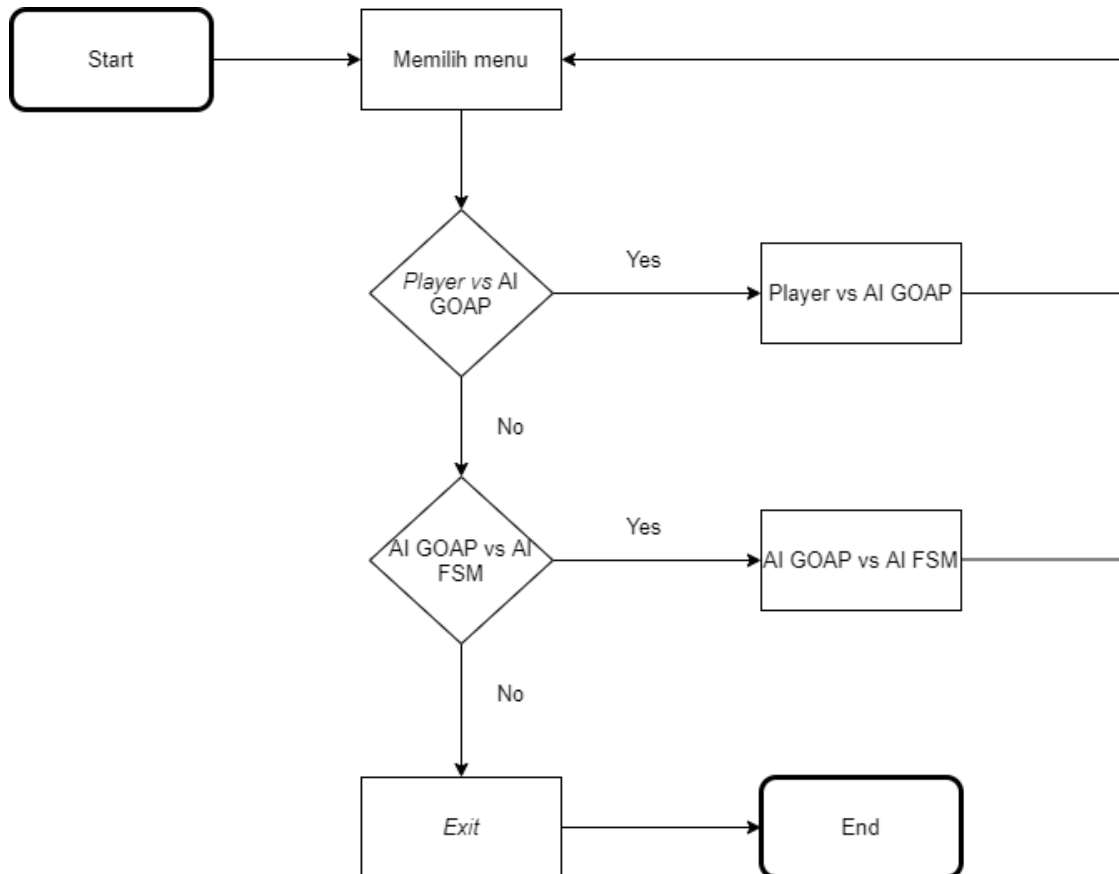 Start
Memilih menu
Player vs AI
GOAP
Yes
Player vs AI GOAP
No
AI GOAP vs AI
FSM
Yes
AI GOAP vs AI FSM
No
Exit
End